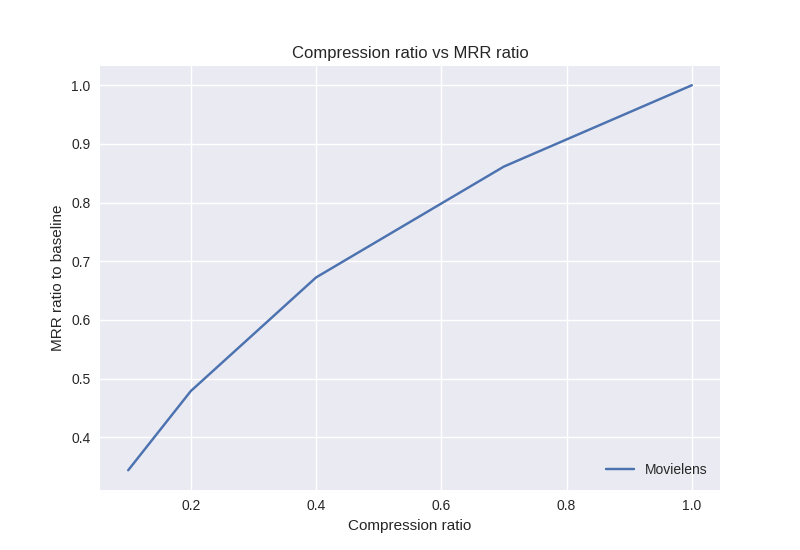 Compression ratio vs MRR ratio
MRR ratio to baseline
1.0
0.9
0.8
0.7
0.6
0.5
0.4
Movielens
0.2 0.4 0.6 0.8 1.0
Compression ratio